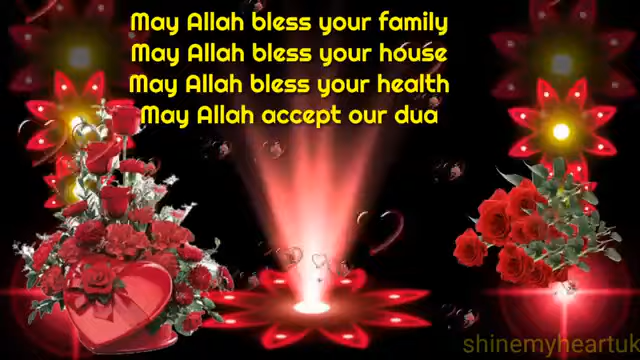 May Allah bless your family
May Allah bless your house
May Allah bless your health
May Allah accept our dua
shinemyheartuk